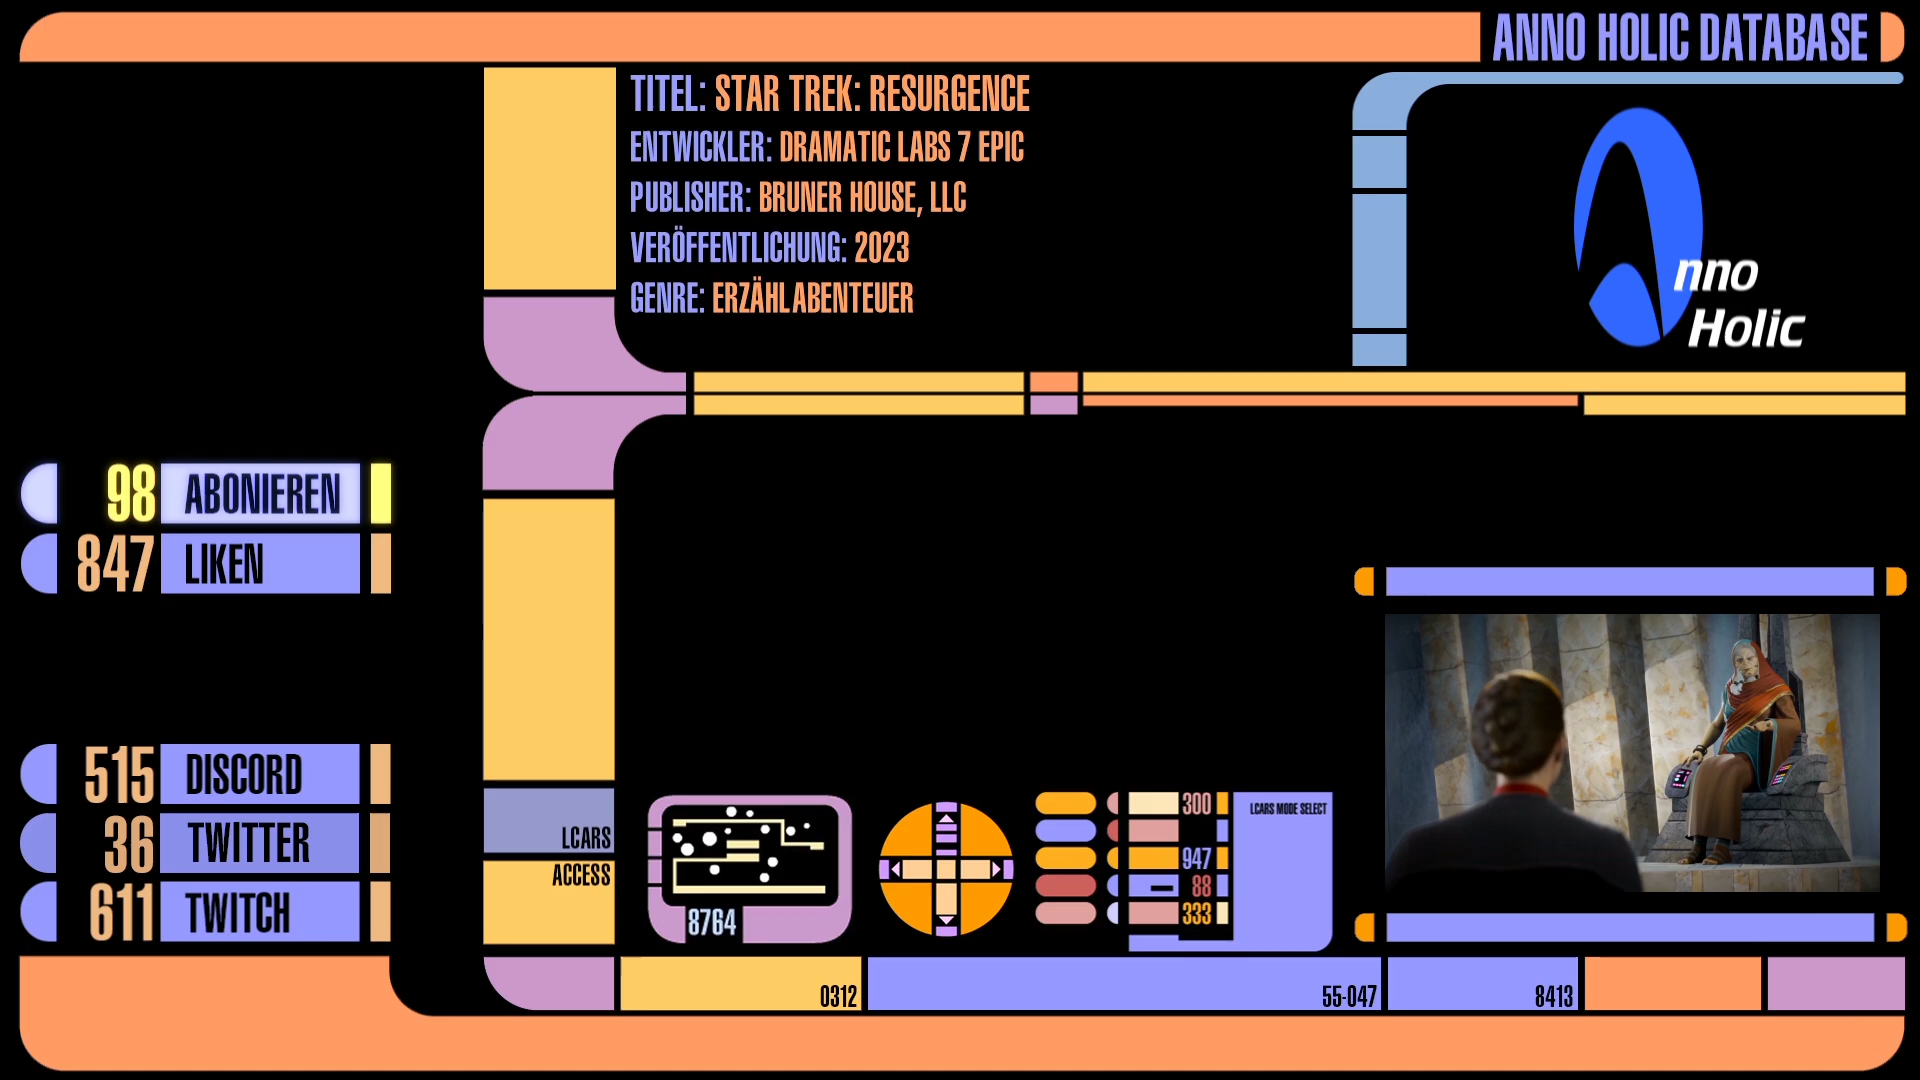 ANNO HOLIC DATABASE
TITEL: STAR TREK: RESURGENCE
ENTWICKLER: DRAMATIC LABS 7 EPIC
PUBLISHER: BRUNER HOUSE, LLC
VERÖFFENTLICHUNG: 2023
GENRE: ERZÄHLABENTEUER
nno
Holic
98 ABONIEREN
847 LIKEN
515 DISCORD
36 TWITTER
611 TWITCH
LCARS
ACCESS
8764
300
947
88
333
LCARS MODE SELECT
0312
55-047
8413